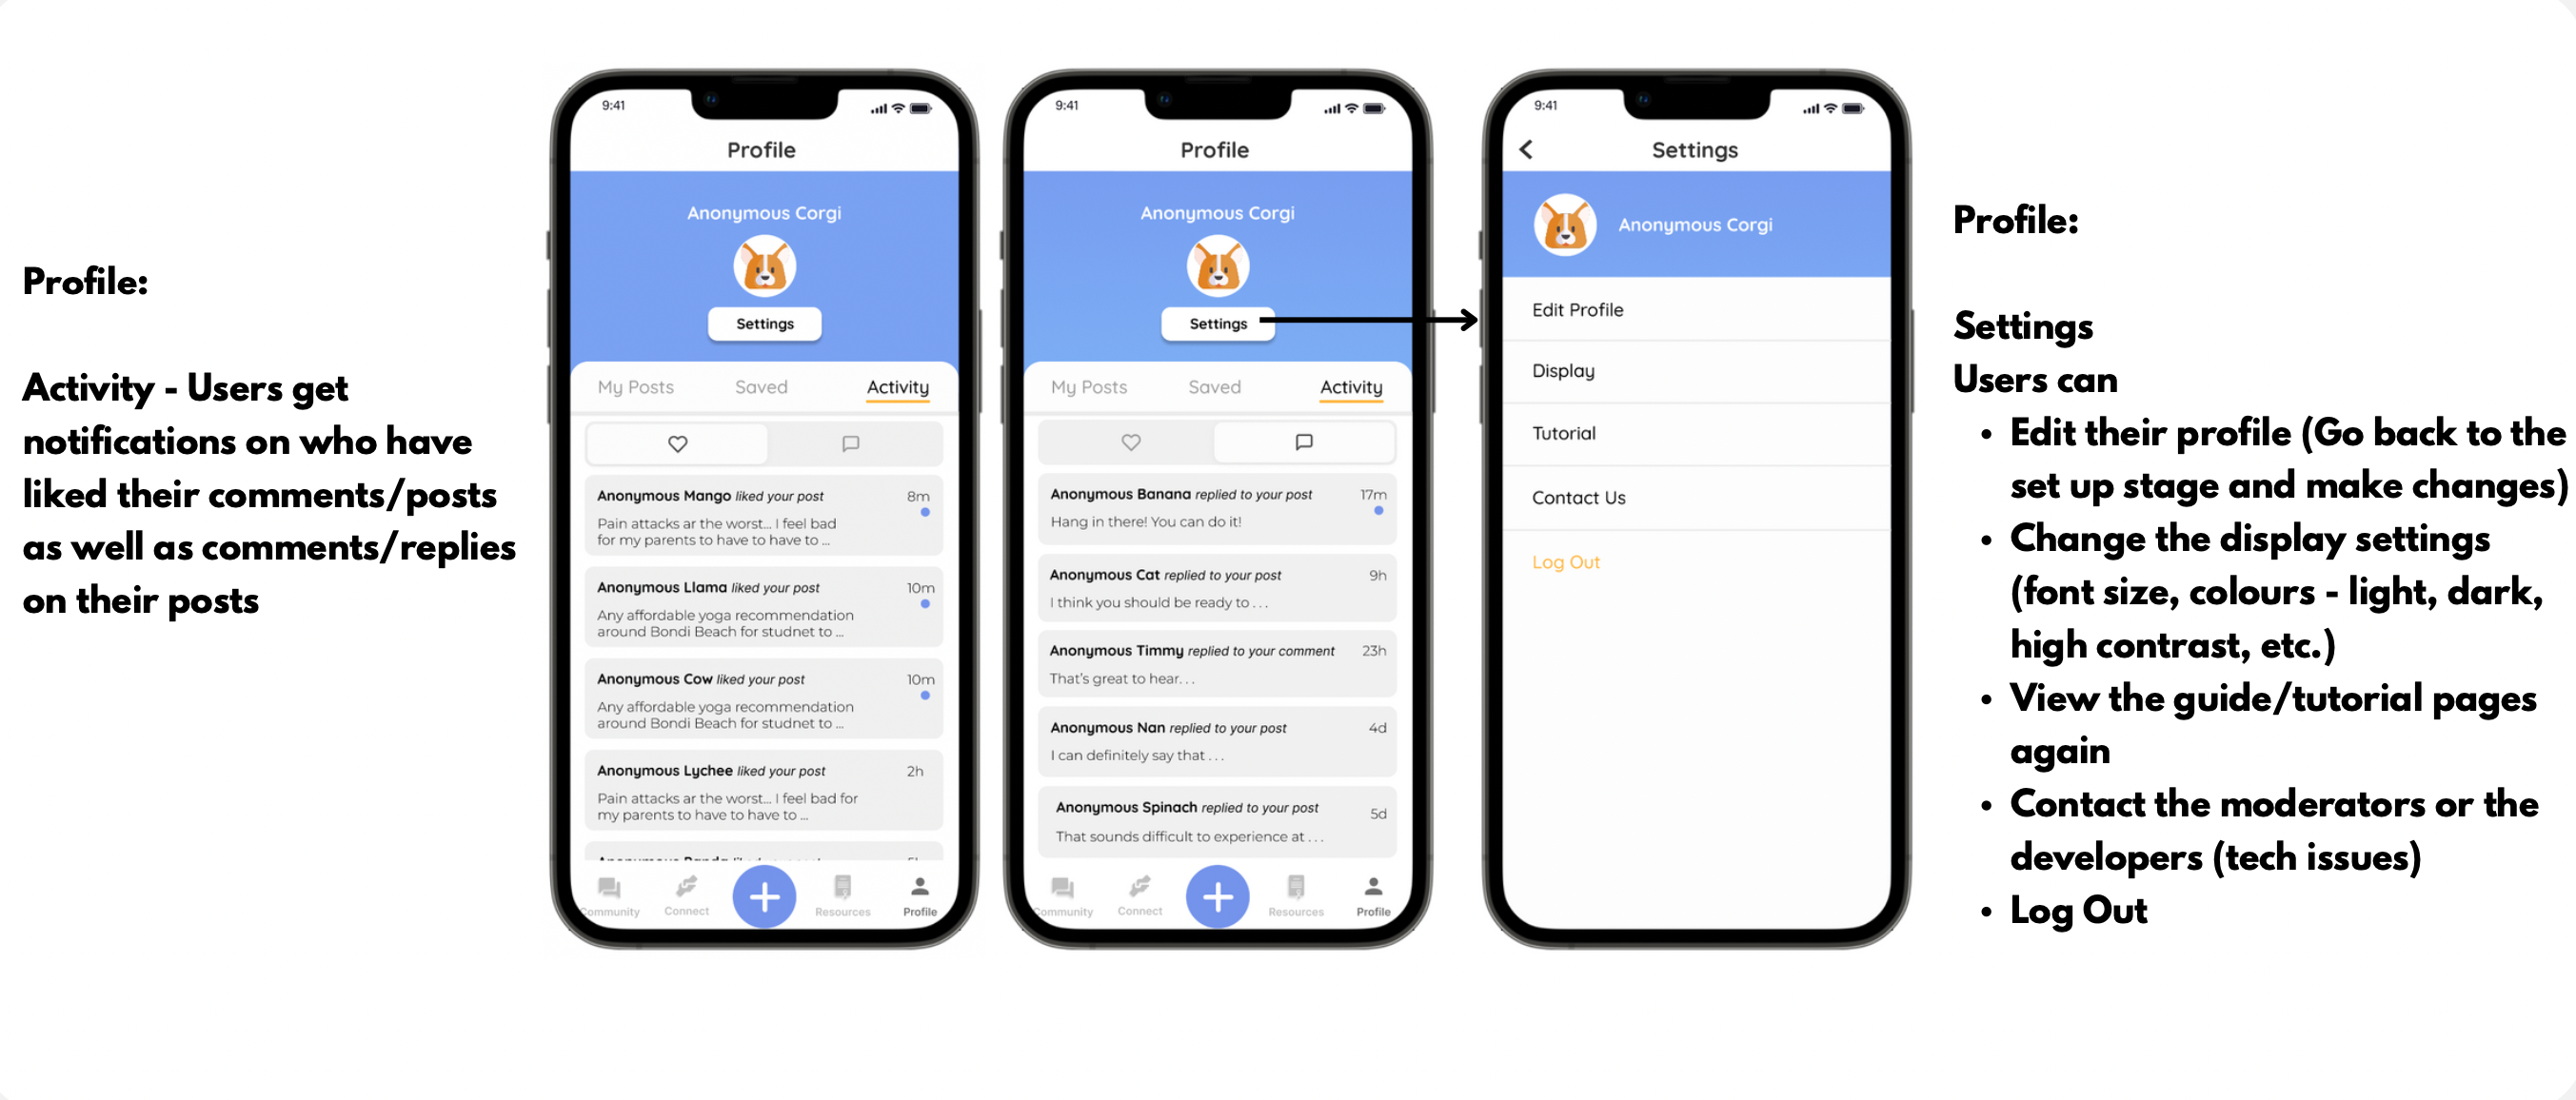 Profile:
Activity - Users get
notifications on who have
liked their comments/posts
as well as comments/replies
on their posts
9:41
Profile
Anonymous Corgi
Settings
My Posts Saved Activity
Anonymous Mango liked your post 8m
Pain attacks ar the worst... I feel bad
for my parents to have to have to ...
Anonymous Llama liked your post 10m
Any affordable yoga recommendation
around Bondi Beach for studnet to ...
Anonymous Cow liked your post 10m
Any affordable yoga recommendation
around Bondi Beach for studnet to ...
Anonymous Lychee liked your post 2h
Pain attacks ar the worst... I feel bad for
my parents to have to have to ...
ommunity Connect Resources Profile
9:41
Profile
Anonymous Corgi
Settings
My Posts Saved Activity
Anonymous Banana replied to your post 17m
Hang in there! You can do it!
Anonymous Cat replied to your post 9h
I think you should be ready to . . .
Anonymous Timmy replied to your comment 23h
That's great to hear. . .
Anonymous Nan replied to your post 4d
I can definitely say that . . .
Anonymous Spinach replied to your post 5d
That sounds difficult to experience at . . .
ommunity Connect Resources Profile
9:41
Settings
Anonymous Corgi
Edit Profile
Display
Tutorial
Contact Us
Log Out
Profile:
Settings
Users can
• Edit their profile (Go back to the
set up stage and make changes)
• Change the display settings
(font size, colours - light, dark,
high contrast, etc.)
• View the guide/tutorial pages
again
• Contact the moderators or the
developers (tech issues)
• Log Out